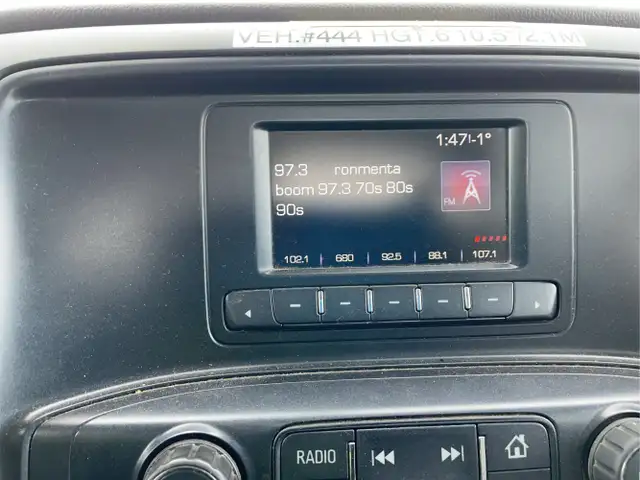 VEH.#444 HGT.6'10.5"/2.1M
1:47 -1°
97.3 ronmenta
boom 97.3 70s 80s
90s
FM
102.1 680 92.5 88.1 107.1
RADIO